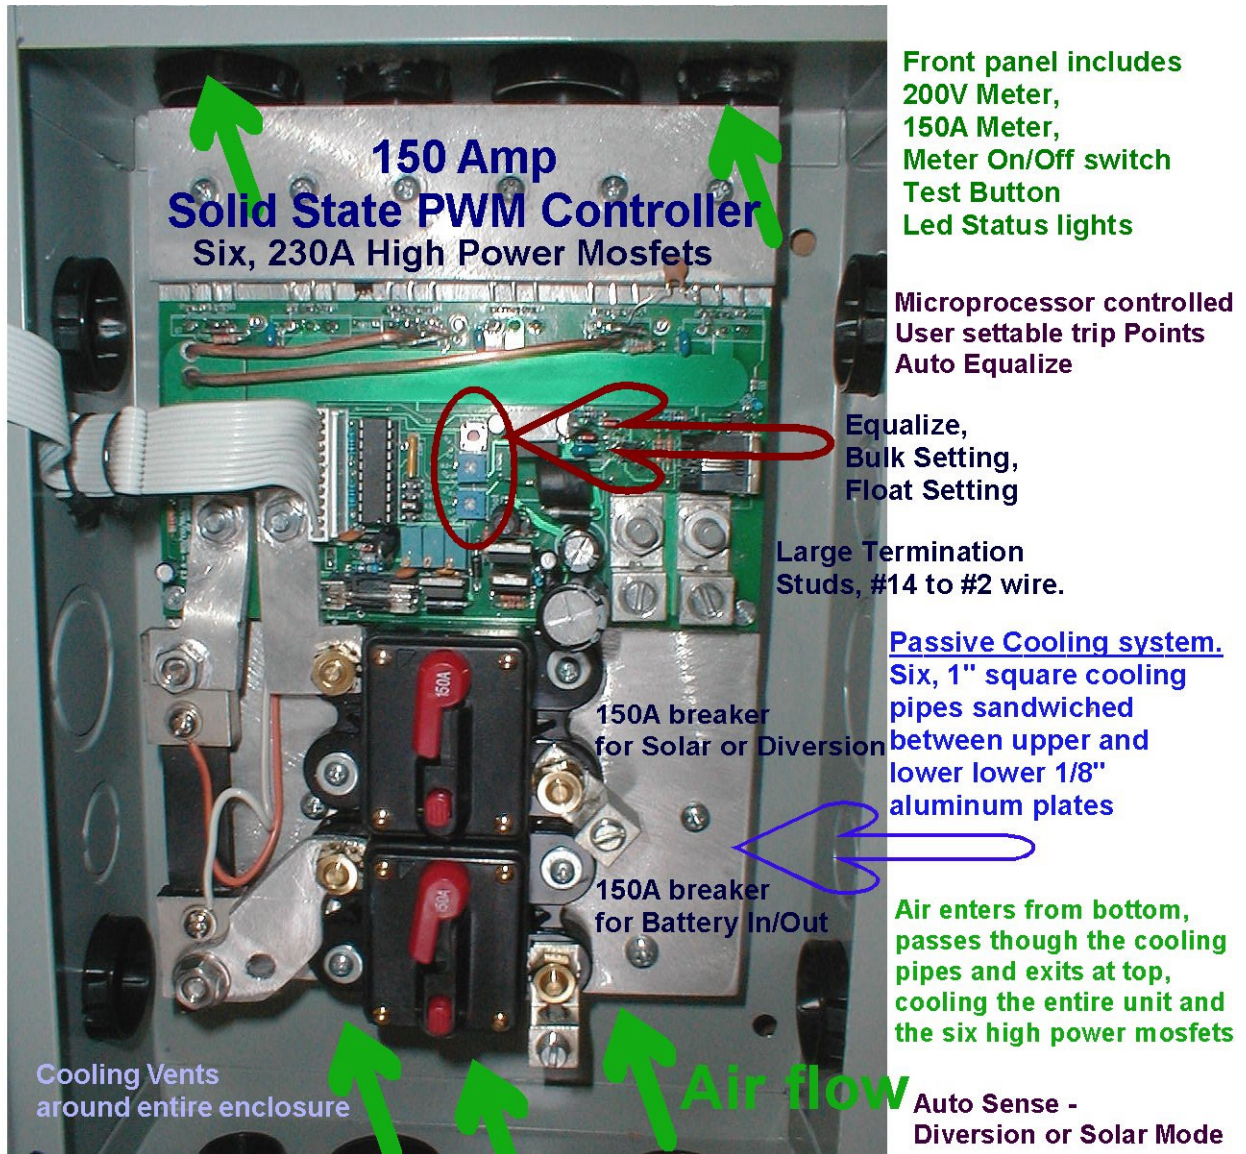 150 Amp
Solid State PWM Controller
Six, 230A High Power Mosfets
Front panel includes
200V Meter,
150A Meter,
Meter On/Off switch
Test Button
Led Status lights
Microprocessor controlled
User settable trip Points
Auto Equalize
Equalize,
Bulk Setting,
Float Setting
Large Termination
Studs, #14 to #2 wire.
Passive Cooling system.
Six, 1" square cooling
pipes sandwiched
between upper and
lower lower 1/8"
aluminum plates
150A
150A breaker
for Solar or Diversion
150A
150A breaker
for Battery In/Out
Air enters from bottom,
passes though the cooling
pipes and exits at top,
cooling the entire unit and
the six high power mosfets
Cooling Vents
around entire enclosure
Air flow
Auto Sense -
Diversion or Solar Mode